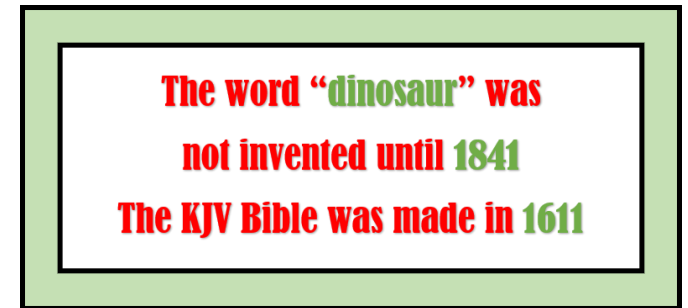 The word “dinosaur” was
not invented until 1841
The KJV Bible was made in 1611